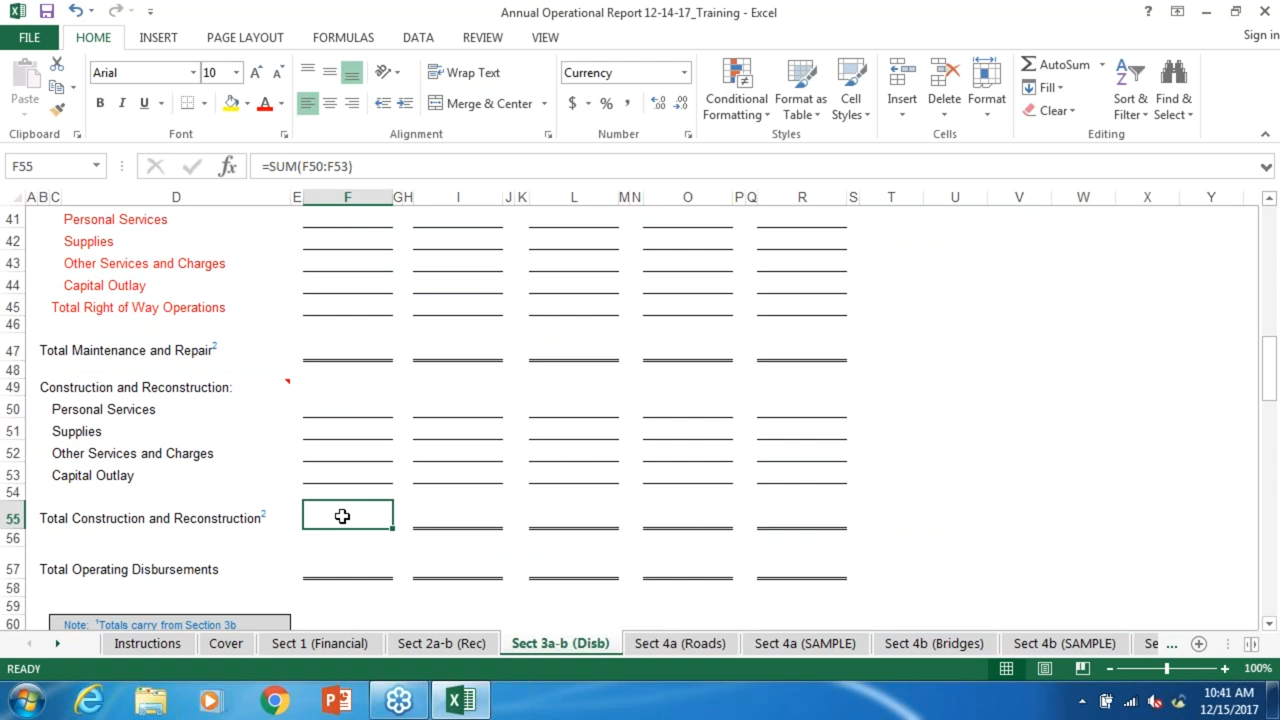 Annual Operational Report 12-14-17_Training - Excel
FILE HOME INSERT PAGE LAYOUT FORMULAS DATA REVIEW VIEW Sign in
Paste Arial 10 B I U Wrap Text Merge & Center Currency $ % , Conditional Formatting Format as Table Cell Styles Insert Delete Format AutoSum Fill Clear Sort & Filter Find & Select
Clipboard Font Alignment Number Styles Cells Editing
F55 fx =SUM(F50:F53)
A B C D E F G H I J K L M N O P Q R S T U V W X Y
41 Personal Services
42 Supplies
43 Other Services and Charges
44 Capital Outlay
45 Total Right of Way Operations
46
47 Total Maintenance and Repair2
48
49 Construction and Reconstruction:
50 Personal Services
51 Supplies
52 Other Services and Charges
53 Capital Outlay
54
55 Total Construction and Reconstruction2
56
57 Total Operating Disbursements
58
59
60 Note: 1Totals carry from Section 3b
Instructions Cover Sect 1 (Financial) Sect 2a-b (Rec) Sect 3a-b (Disb) Sect 4a (Roads) Sect 4a (SAMPLE) Sect 4b (Bridges) Sect 4b (SAMPLE) Se ...
READY 100%
10:41 AM
12/15/2017